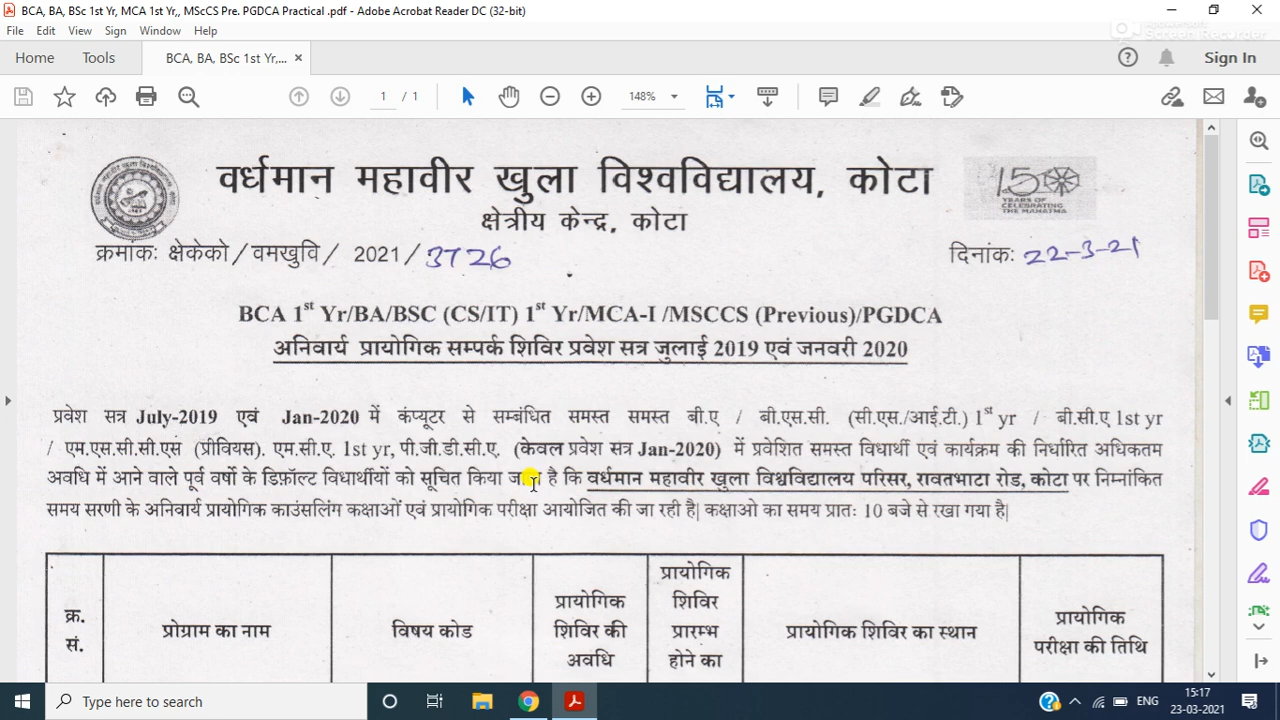 BCA, BA, BSc 1st Yr, MCA 1st Yr,, MScCS Pre. PGDCA Practical .pdf - Adobe Acrobat Reader DC (32-bit)
File Edit View Sign Window Help
Home Tools BCA, BA, BSc 1st Yr,... × Sign In
1 / 1 148%
वर्धमान महावीर खुला विश्वविद्यालय, कोटा
150
YEARS OF
CELEBRATING
THE MAHATMA
क्षेत्रीय केन्द्र, कोटा
क्रमांकः क्षेकेको/वमखुवि/ 2021/3726 दिनांकः 22-3-21
BCA 1st Yr/BA/BSC (CS/IT) 1st Yr/MCA-I /MSCCS (Previous)/PGDCA
अनिवार्य प्रायोगिक सम्पर्क शिविर प्रवेश सत्र जुलाई 2019 एवं जनवरी 2020
प्रवेश सत्र July-2019 एवं Jan-2020 में कंप्यूटर से सम्बंधित समस्त समस्त बी.ए / बी.एस.सी. (सी.एस./आई.टी.) 1st yr / बी.सी.ए 1st yr
/ एम.एस.सी.सी.एस (प्रीवियस). एम.सी.ए. 1st yr, पी.जी.डी.सी.ए. (केवल प्रवेश सत्र Jan-2020) में प्रवेशित समस्त विधार्थी एवं कार्यक्रम की निर्धारित अधिकतम
अवधि में आने वाले पूर्व वर्षो के डिफ़ॉल्ट विधार्थीयों को सूचित किया है कि वर्धमान महावीर खुला विश्वविद्यालय परिसर, रावतभाटा रोड, कोटा पर निम्नांकित
समय सरणी के अनिवार्य प्रायोगिक काउंसलिंग कक्षाओं एवं प्रायोगिक परीक्षा आयोजित की जा रही है| कक्षाओ का समय प्रातः 10 बजे से रखा गया है|
क्र. सं. प्रोग्राम का नाम विषय कोड प्रायोगिक शिविर की अवधि प्रायोगिक शिविर प्रारम्भ होने का प्रायोगिक शिविर का स्थान प्रायोगिक परीक्षा की तिथि
Type here to search ENG 15:17
23-03-2021